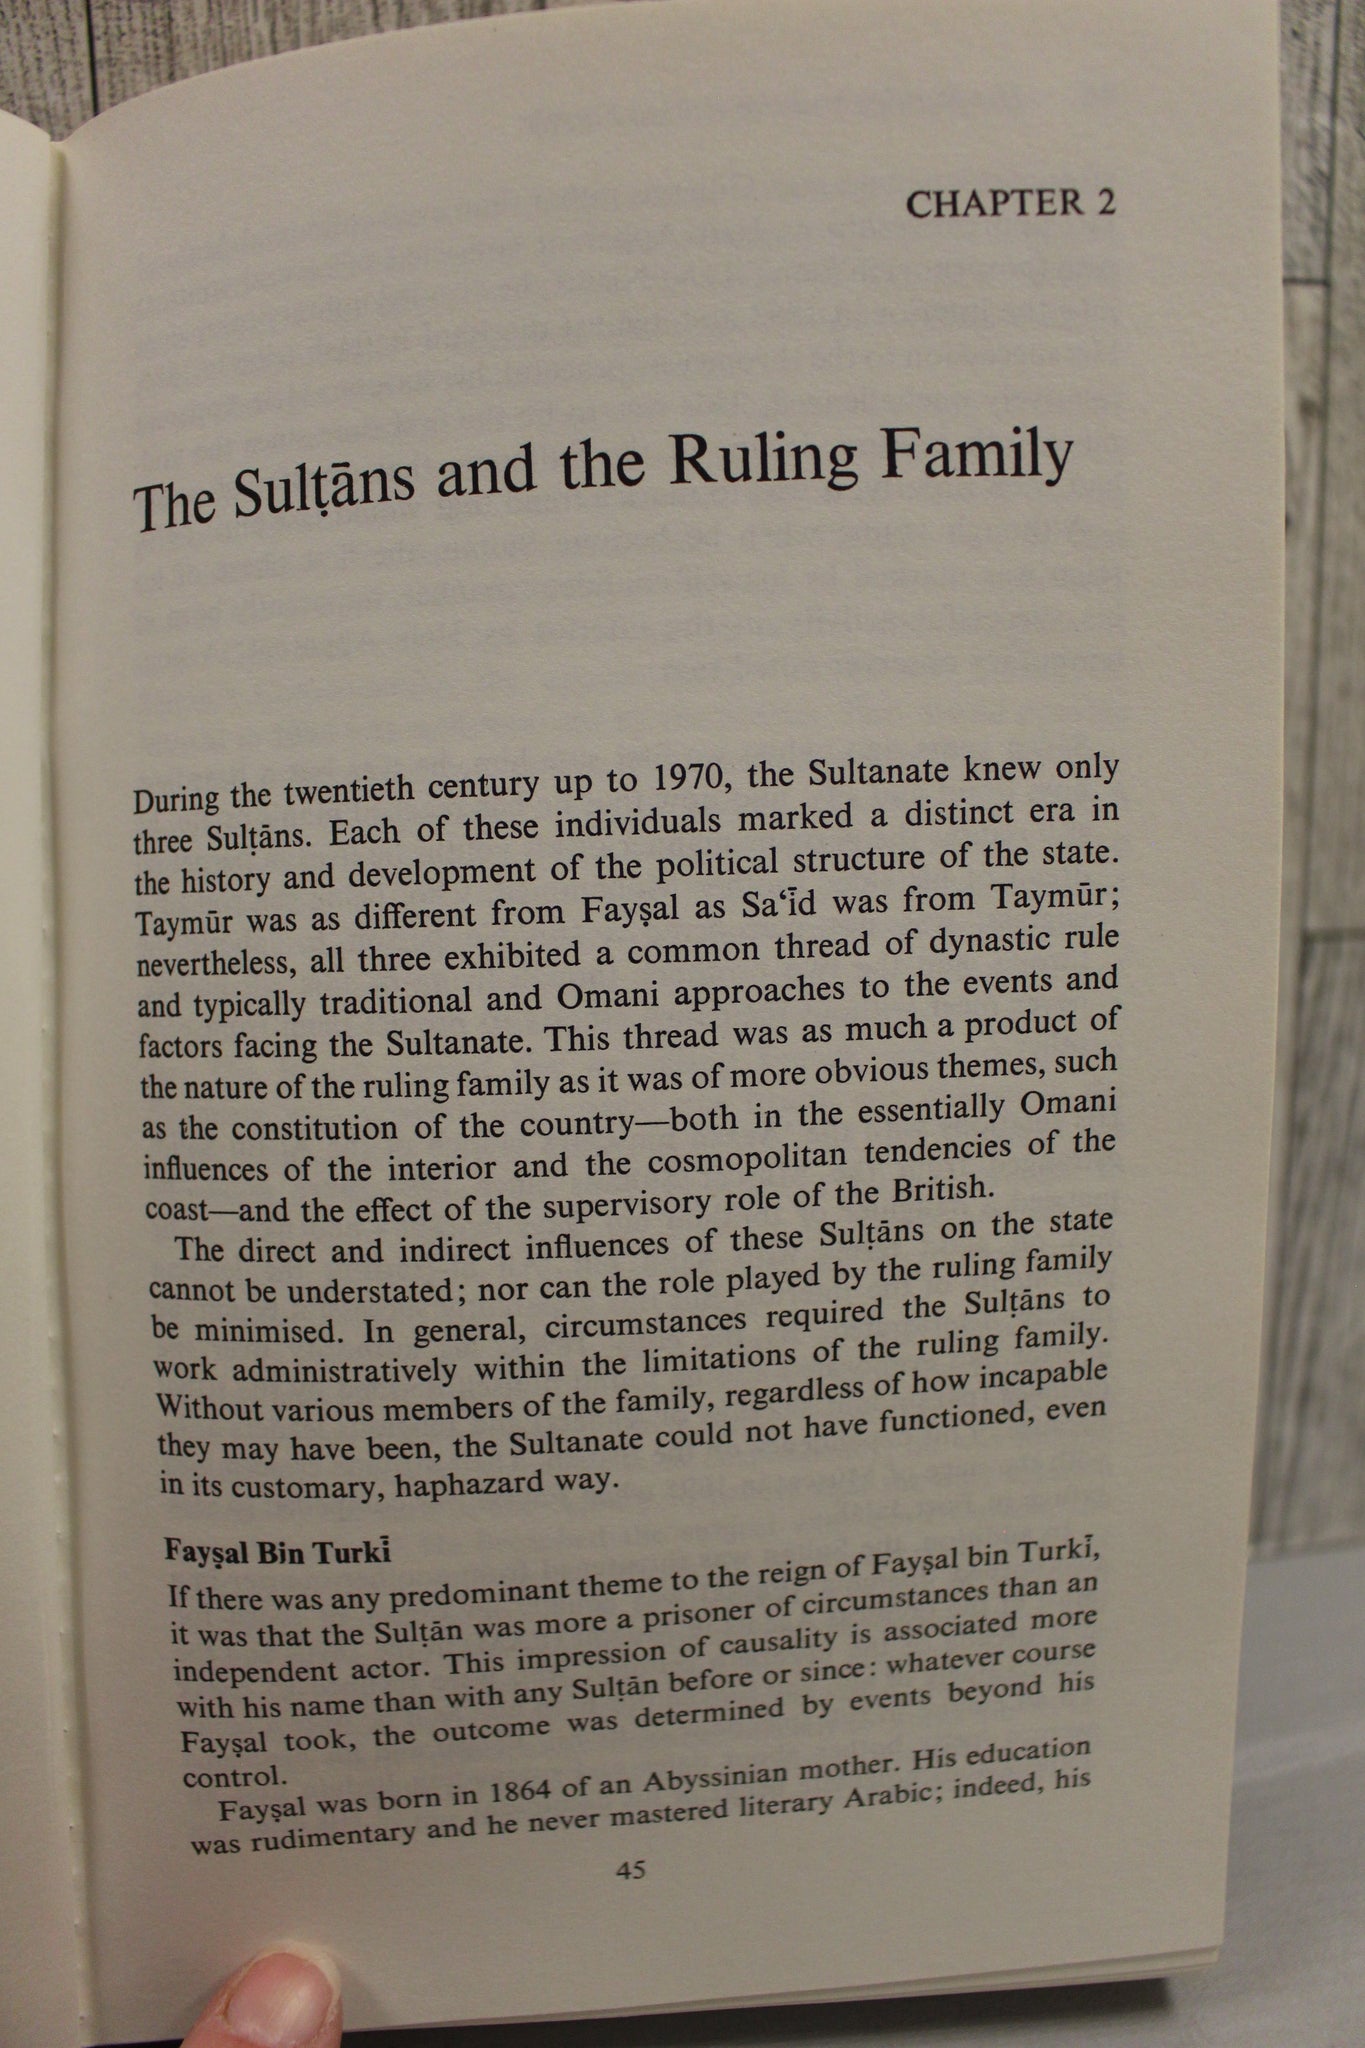 CHAPTER 2
The Sulṭāns and the Ruling Family
During the twentieth century up to 1970, the Sultanate knew only
three Sulṭāns. Each of these individuals marked a distinct era in
the history and development of the political structure of the state.
Taymūr was as different from Fayṣal as Sa‘īd was from Taymūr;
nevertheless, all three exhibited a common thread of dynastic rule
and typically traditional and Omani approaches to the events and
factors facing the Sultanate. This thread was as much a product of
the nature of the ruling family as it was of more obvious themes, such
as the constitution of the country—both in the essentially Omani
influences of the interior and the cosmopolitan tendencies of the
coast—and the effect of the supervisory role of the British.
The direct and indirect influences of these Sulṭāns on the state
cannot be understated; nor can the role played by the ruling family
be minimised. In general, circumstances required the Sulṭāns to
work administratively within the limitations of the ruling family.
Without various members of the family, regardless of how incapable
they may have been, the Sultanate could not have functioned, even
in its customary, haphazard way.
Fayṣal Bin Turkī
If there was any predominant theme to the reign of Fayṣal bin Turkī,
it was that the Sulṭān was more a prisoner of circumstances than an
independent actor. This impression of causality is associated more
with his name than with any Sulṭān before or since: whatever course
Fayṣal took, the outcome was determined by events beyond his
control.
Fayṣal was born in 1864 of an Abyssinian mother. His education
was rudimentary and he never mastered literary Arabic; indeed, his
45